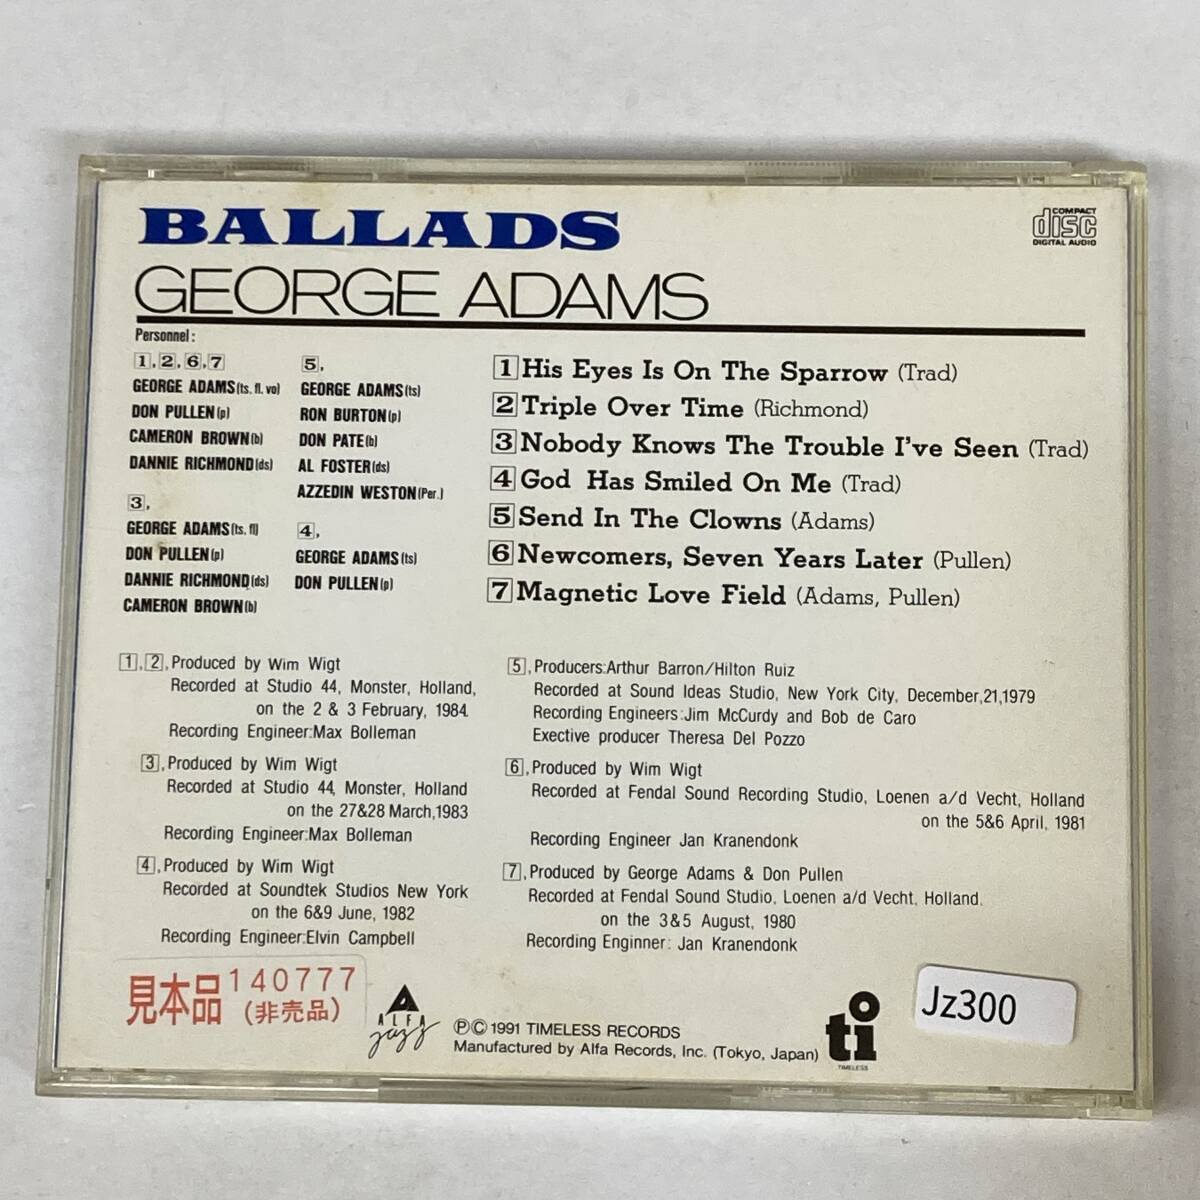 BALLADS
COMPACT
disc
DIGITAL AUDIO
GEORGE ADAMS
Personnel:
1,2,6,7
GEORGE ADAMS(ts. fl. vo)
DON PULLEN(p)
CAMERON BROWN(b)
DANNIE RICHMOND(ds)
3,
GEORGE ADAMS(ts. fl)
DON PULLEN(p)
DANNIE RICHMOND(ds)
CAMERON BROWN(b)
5,
GEORGE ADAMS(ts)
RON BURTON(p)
DON PATE(b)
AL FOSTER(ds)
AZZEDIN WESTON(Per.)
4,
GEORGE ADAMS(ts)
DON PULLEN(p)
1 His Eyes Is On The Sparrow (Trad)
2 Triple Over Time (Richmond)
3 Nobody Knows The Trouble I've Seen (Trad)
4 God Has Smiled On Me (Trad)
5 Send In The Clowns (Adams)
6 Newcomers, Seven Years Later (Pullen)
7 Magnetic Love Field (Adams, Pullen)
1,2, Produced by Wim Wigt
Recorded at Studio 44, Monster, Holland,
on the 2 & 3 February, 1984.
Recording Engineer:Max Bolleman
3, Produced by Wim Wigt
Recorded at Studio 44, Monster, Holland
on the 27&28 March,1983
Recording Engineer:Max Bolleman
4, Produced by Wim Wigt
Recorded at Soundtek Studios New York
on the 6&9 June, 1982
Recording Engineer:Elvin Campbell
5, Producers:Arthur Barron/Hilton Ruiz
Recorded at Sound Ideas Studio, New York City, December,21,1979
Recording Engineers:Jim McCurdy and Bob de Caro
Exective producer Theresa Del Pozzo
6, Produced by Wim Wigt
Recorded at Fendal Sound Recording Studio, Loenen a/d Vecht, Holland
on the 5&6 April, 1981
Recording Engineer Jan Kranendonk
7, Produced by George Adams & Don Pullen
Recorded at Fendal Sound Studio, Loenen a/d Vecht, Holland.
on the 3&5 August, 1980
Recording Enginner: Jan Kranendonk
見本品 140777
(非売品)
ALFA
jazz
℗© 1991 TIMELESS RECORDS
Manufactured by Alfa Records, Inc. (Tokyo, Japan)
ti
TIMELESS
Jz300